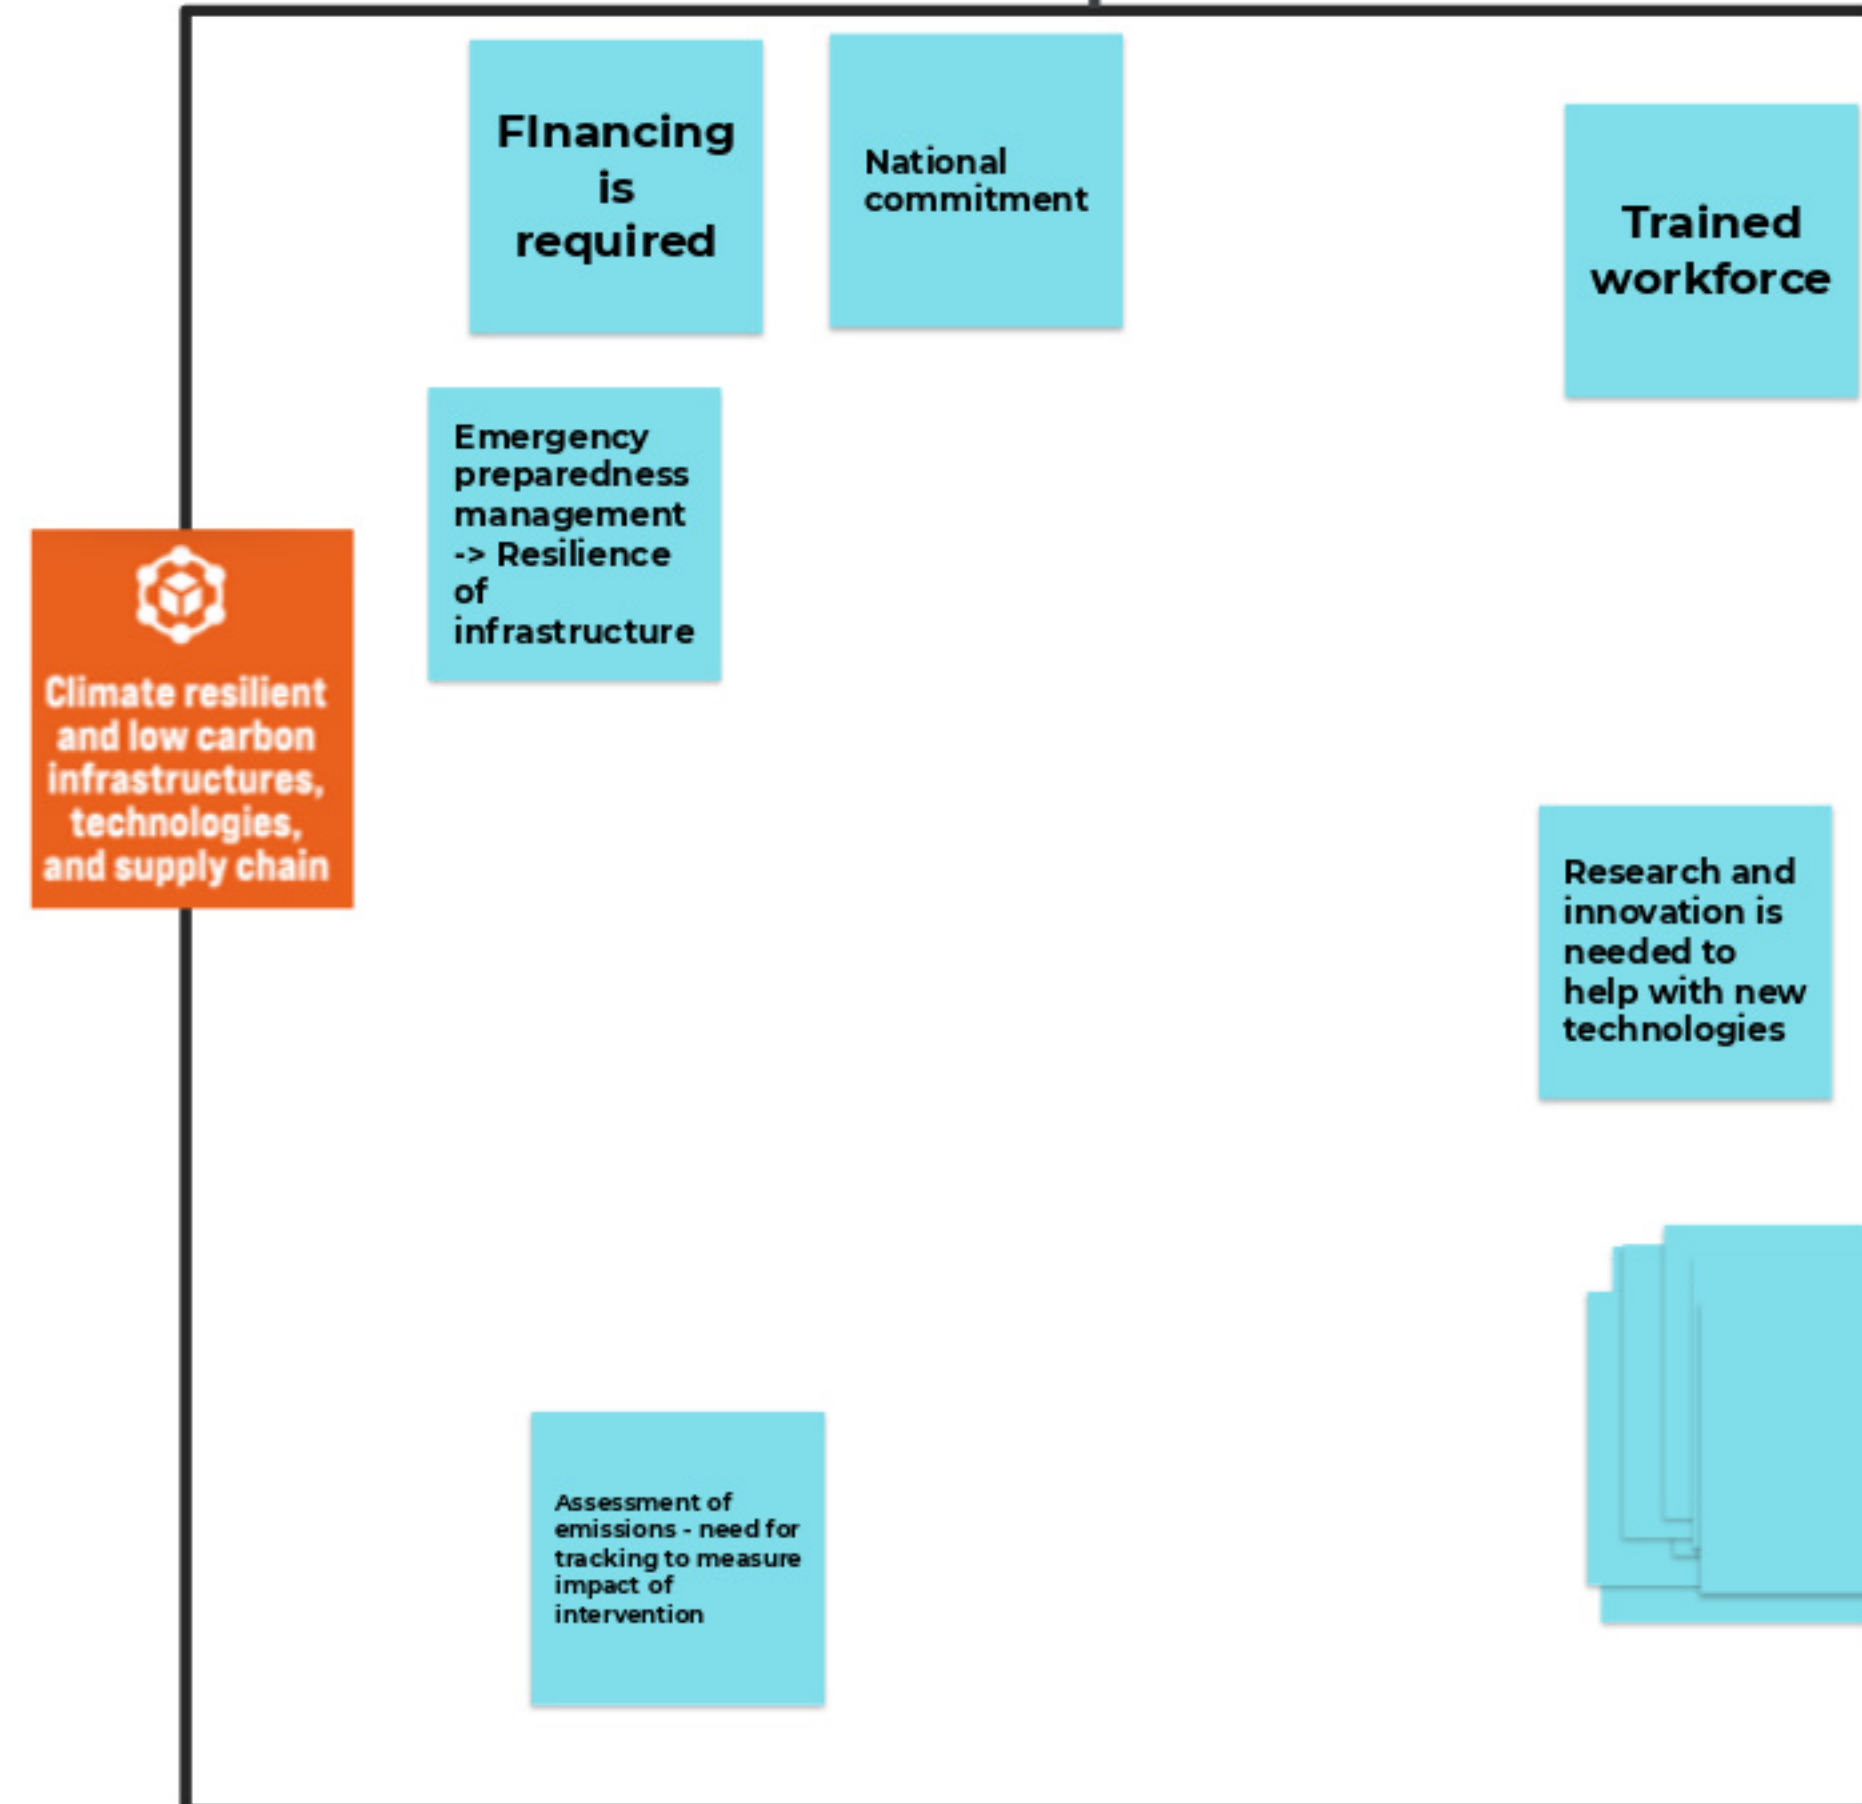 FInancing
is
required
National
commitment
Trained
workforce
Emergency
preparedness
management
-> Resilience
of
infrastructure
Climate resilient
and low carbon
infrastructures,
technologies,
and supply chain
Research and
innovation is
needed to
help with new
technologies
Assessment of
emissions - need for
tracking to measure
impact of
intervention